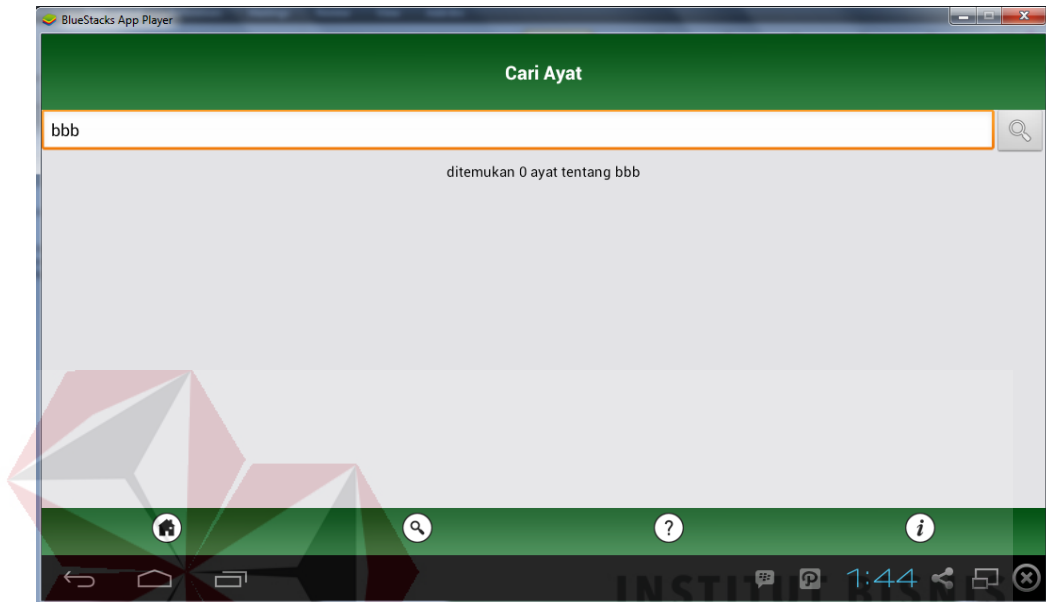 BlueStacks App Player
Cari Ayat
bbb
ditemukan 0 ayat tentang bbb
1:44
INSTITUT BISNIS